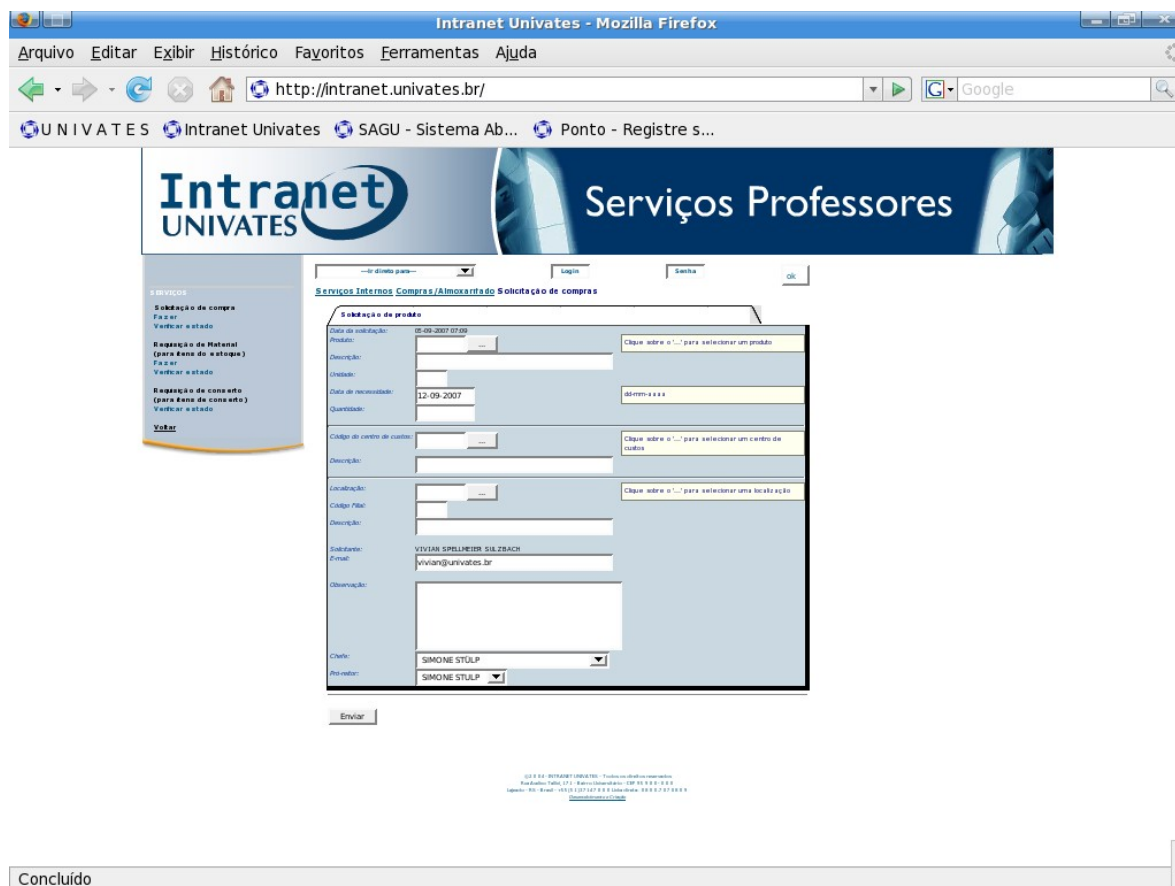 Intranet Univates - Mozilla Firefox
Arquivo Editar Exibir Histórico Favoritos Ferramentas Ajuda
http://intranet.univates.br/
Google
U N I V A T E S Intranet Univates SAGU - Sistema Ab... Ponto - Registre s...
Intranet
UNIVATES
Serviços Professores
---Ir direto para---
Login
Senha
ok
SERVIÇOS
Solicitação de compra
Fazer
Verificar estado
Requisição de Material
(para itens do estoque)
Fazer
Verificar estado
Requisição de conserto
(para itens de conserto)
Verificar estado
Voltar
Serviços Internos Compras/Almoxarifado Solicitação de compras
Solicitação de produto
Data da solicitação: 05-09-2007 07:09
Produto: ... Clique sobre o '...' para selecionar um produto
Descrição:
Unidade:
Data de necessidade: 12-09-2007 dd-mm-aaaa
Quantidade:
Código do centro de custos: ... Clique sobre o '...' para selecionar um centro de
custos
Descrição:
Localização: ... Clique sobre o '...' para selecionar uma localização
Código Filial:
Descrição:
Solicitante: VIVIAN SPELLMEIER SULZBACH
E-mail: vivian@univates.br
Observação:
Chefe: SIMONE STÜLP
Pró-reitor: SIMONE STULP
Enviar
Desenvolvimento e Criação
Concluído